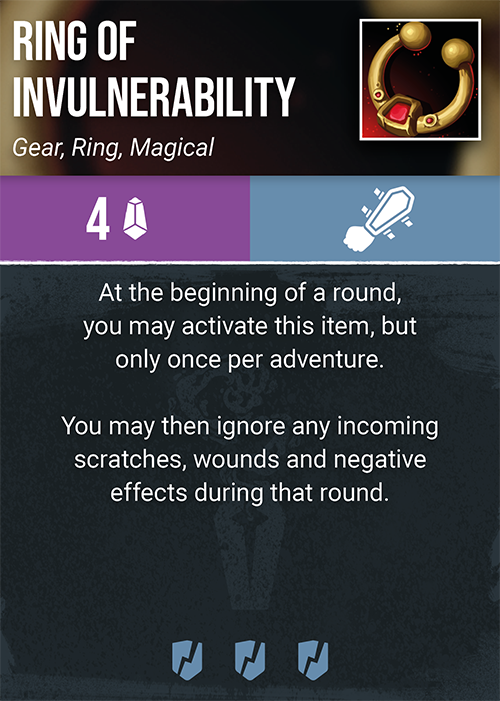 RING OF
INVULNERABILITY
Gear, Ring, Magical
4
At the beginning of a round,
you may activate this item, but
only once per adventure.
You may then ignore any incoming
scratches, wounds and negative
effects during that round.